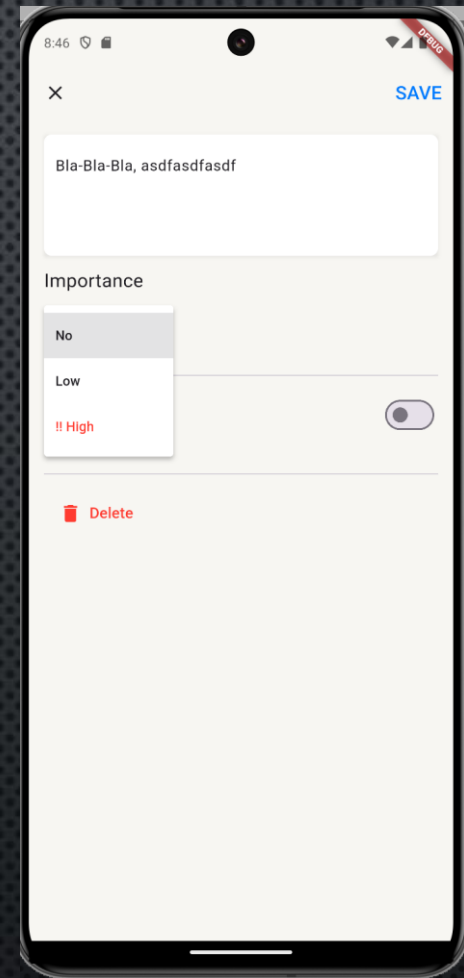 8:46
DEBUG
SAVE
Bla-Bla-Bla, asdfasdfasdf
Importance
No
Low
!! High
Delete